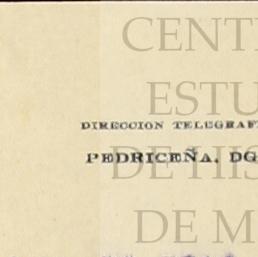 CENT
ESTU
DIRECCION TELEGRAF
PEDRICEÑA, DG
DE HIS
DE M